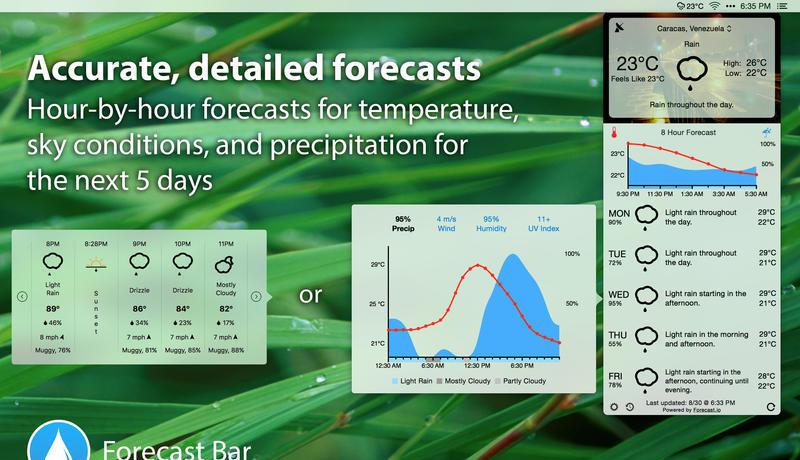 23°C 6:35 PM
Accurate, detailed forecasts
Hour-by-hour forecasts for temperature,
sky conditions, and precipitation for
the next 5 days
8PM 8:28PM 9PM 10PM 11PM
Light Rain Sunset Drizzle Drizzle Mostly Cloudy
89° 86° 84° 82°
46% 34% 23% 17%
8 mph 7 mph 7 mph 7 mph
Muggy, 76% Muggy, 81% Muggy, 85% Muggy, 88%
or
95% 4 m/s 95% 11+
Precip Wind Humidity UV Index
29°C 100%
25 °C 50%
21°C
12:30 AM 6:30 AM 12:30 PM 6:30 PM
Light Rain Mostly Cloudy Partly Cloudy
Caracas, Venezuela
Rain
23°C
Feels Like 23°C
High: 26°C
Low: 22°C
Rain throughout the day.
8 Hour Forecast
100%
23°C
50%
22°C
9:30 PM 11:30 PM 1:30 AM 3:30 AM 5:30 AM
MON
90%
Light rain throughout
the day.
29°C
22°C
TUE
72%
Light rain throughout
the day.
29°C
21°C
WED
95%
Light rain starting in the
afternoon.
29°C
21°C
THU
55%
Light rain in the morning
and afternoon.
29°C
21°C
FRI
78%
Light rain starting in the
afternoon, continuing until
evening.
28°C
22°C
Last updated: 8/30 @ 6:33 PM
Powered by Forecast.io
Forecast Bar